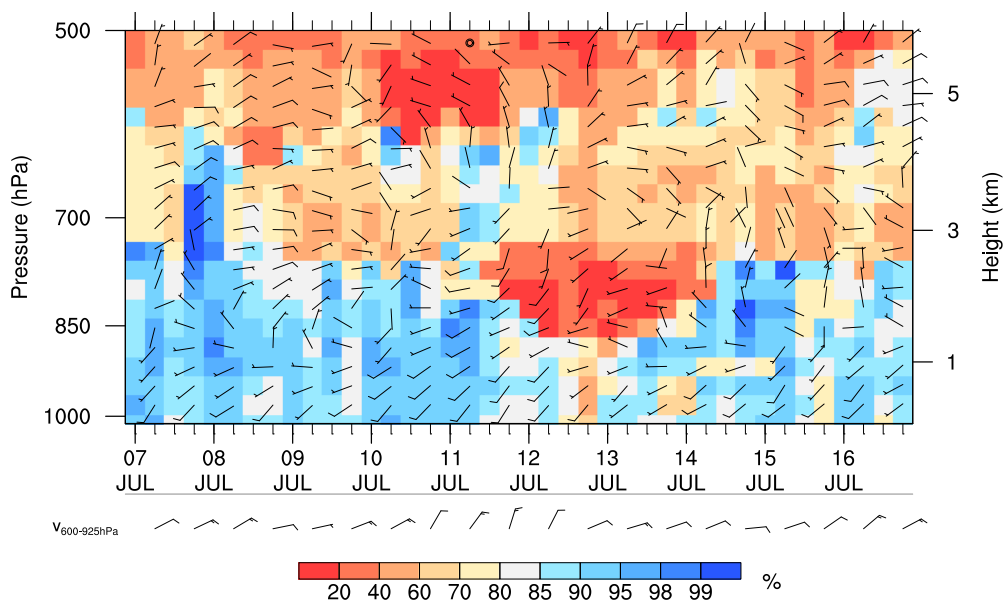 500
700
850
1000
Pressure (hPa)
5
3
1
Height (km)
07 08 09 10 11 12 13 14 15 16
JUL JUL JUL JUL JUL JUL JUL JUL JUL JUL
v600-925hPa
20 40 60 70 80 85 90 95 98 99 %